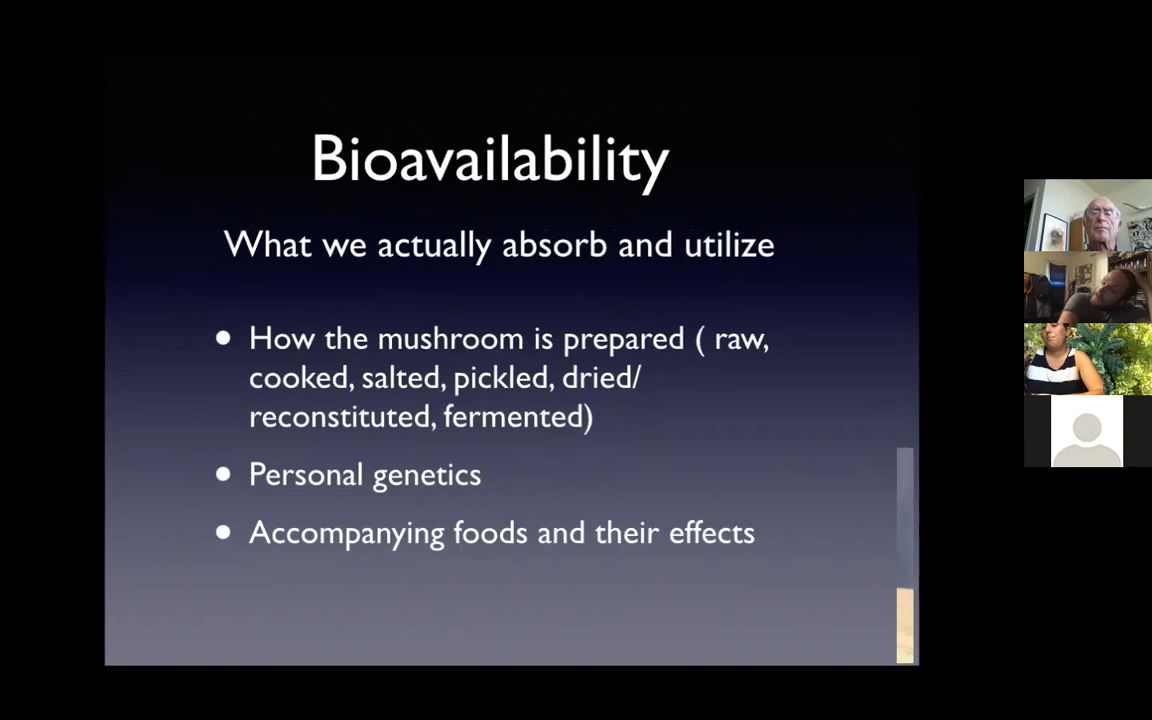 Bioavailability
What we actually absorb and utilize
• How the mushroom is prepared ( raw,
cooked, salted, pickled, dried/
reconstituted, fermented)
• Personal genetics
• Accompanying foods and their effects